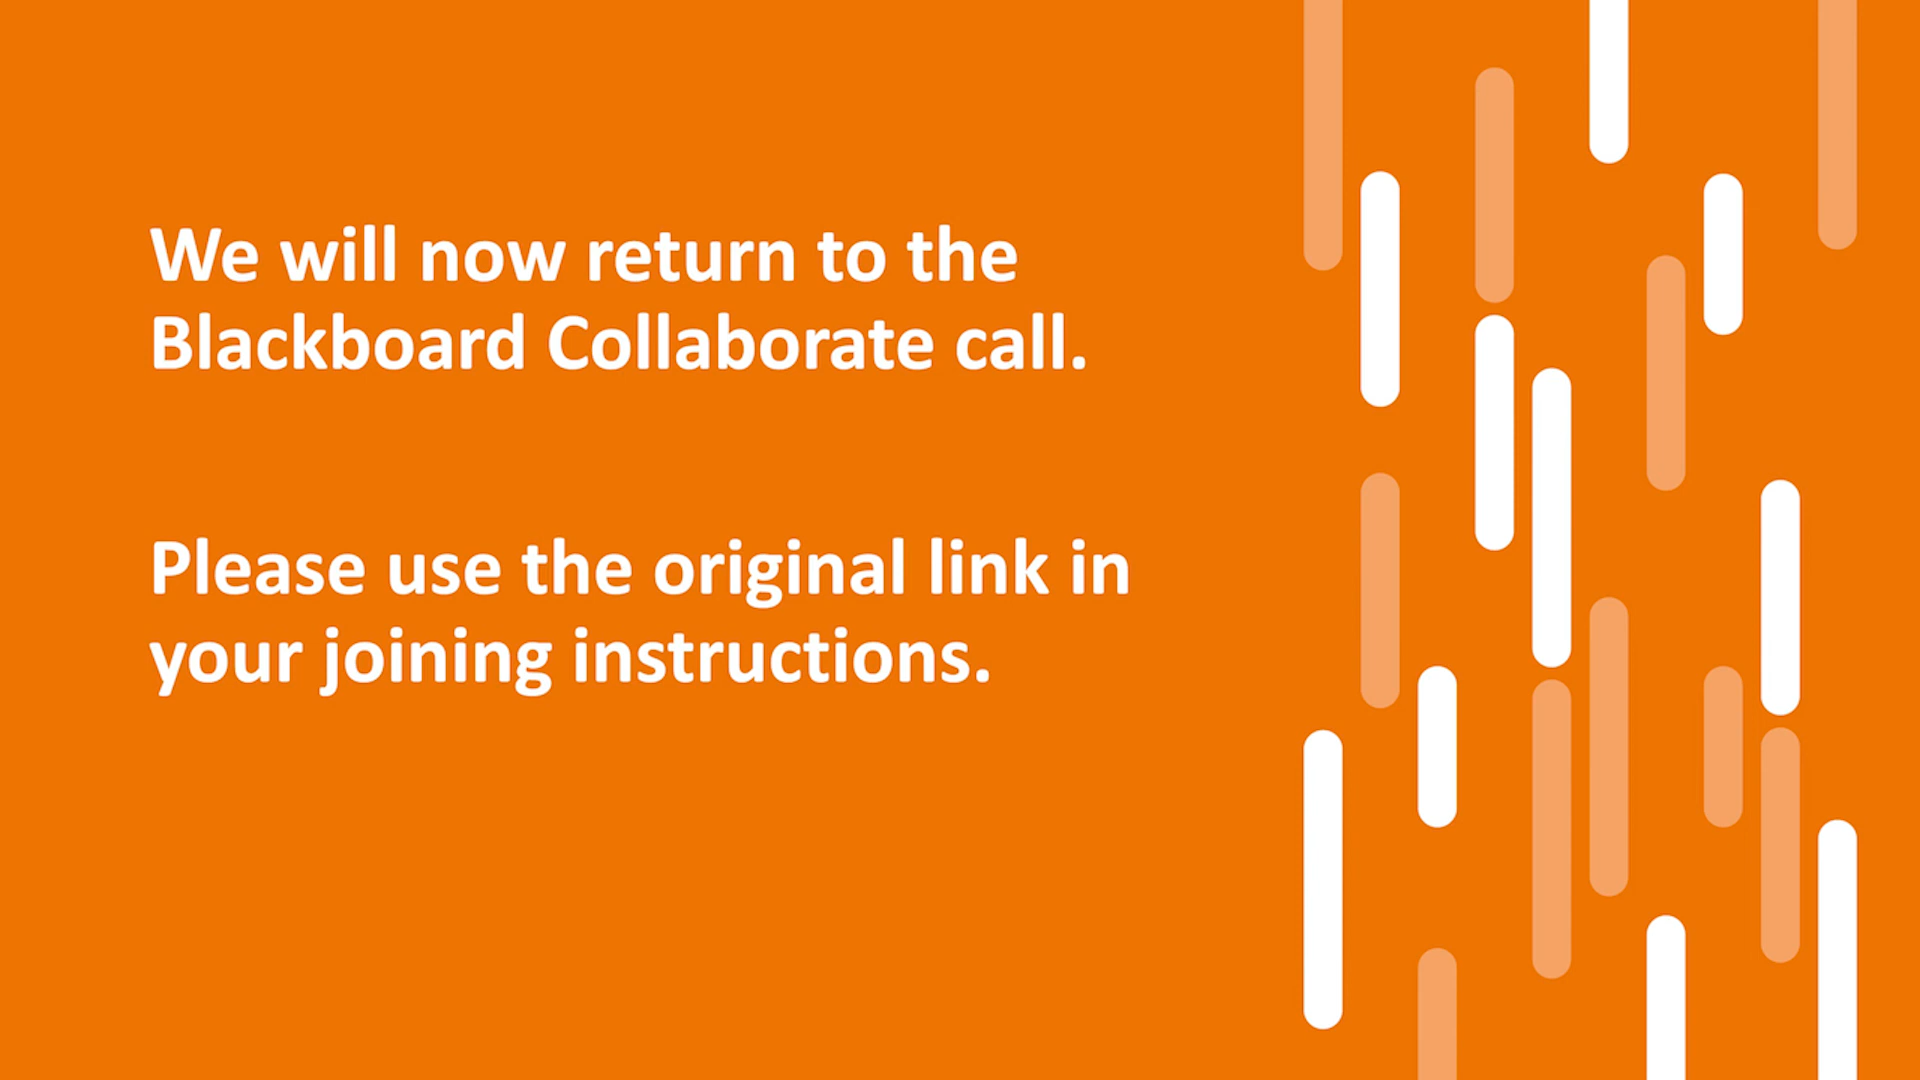 We will now return to the
Blackboard Collaborate call.
Please use the original link in
your joining instructions.